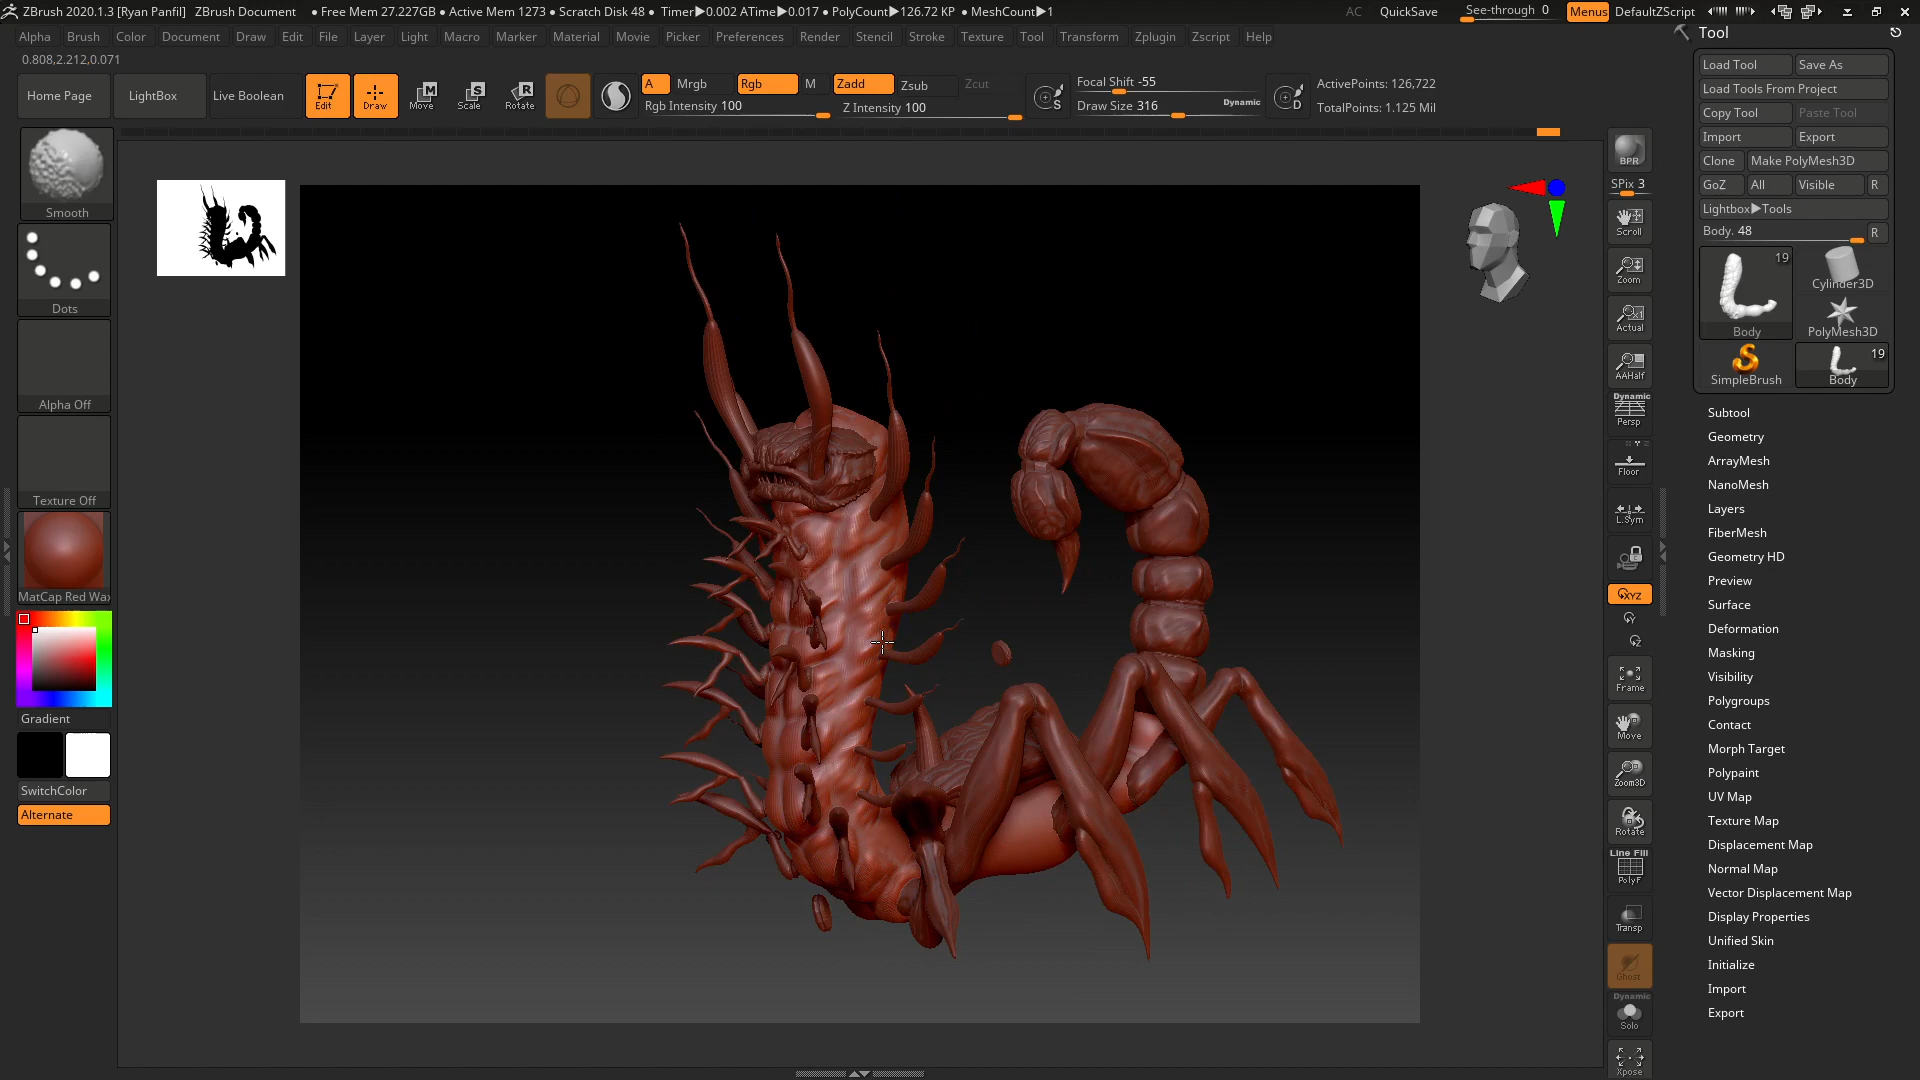 ZBrush 2020.1.3 [Ryan Panfil] ZBrush Document • Free Mem 27.227GB • Active Mem 1273 • Scratch Disk 48 • Timer▶0.002 ATime▶0.017 • PolyCount▶126.72 KP • MeshCount▶1 AC QuickSave See-through 0 Menus DefaultZScript
Alpha Brush Color Document Draw Edit File Layer Light Macro Marker Material Movie Picker Preferences Render Stencil Stroke Texture Tool Transform Zplugin Zscript Help
0.808,2.212,0.071
Home Page LightBox Live Boolean Edit Draw Move Scale Rotate
A Mrgb Rgb M Zadd Zsub Zcut
Rgb Intensity 100 Z Intensity 100
Focal Shift -55
Draw Size 316 Dynamic
ActivePoints: 126,722
TotalPoints: 1.125 Mil
Smooth
Dots
Alpha Off
Texture Off
MatCap Red Wax
Gradient
SwitchColor
Alternate
BPR
SPix 3
Scroll
Zoom
Actual
AAHalf
Dynamic
Persp
Floor
L.Sym
XYZ
Frame
Move
Zoom3D
Rotate
Line Fill
PolyF
Transp
Ghost
Dynamic
Solo
Xpose
Tool
Load Tool Save As
Load Tools From Project
Copy Tool Paste Tool
Import Export
Clone Make PolyMesh3D
GoZ All Visible R
Lightbox▶Tools
Body. 48 R
19
Body
Cylinder3D
PolyMesh3D
SimpleBrush
19
Body
Subtool
Geometry
ArrayMesh
NanoMesh
Layers
FiberMesh
Geometry HD
Preview
Surface
Deformation
Masking
Visibility
Polygroups
Contact
Morph Target
Polypaint
UV Map
Texture Map
Displacement Map
Normal Map
Vector Displacement Map
Display Properties
Unified Skin
Initialize
Import
Export